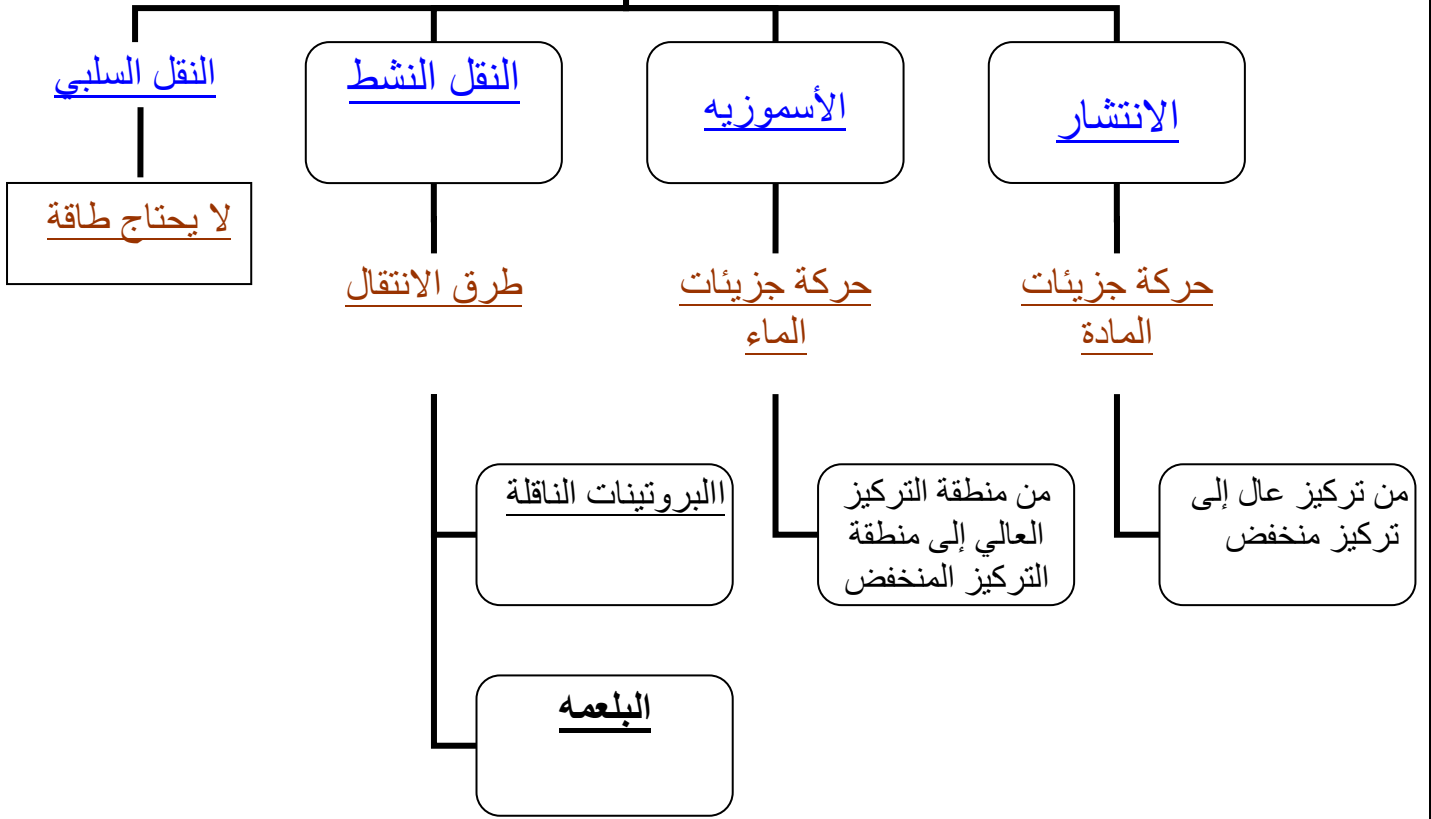 الانتشار
الأسموزيه
النقل النشط
النقل السلبي
لا يحتاج طاقة
حركة جزيئات
المادة
حركة جزيئات
الماء
طرق الانتقال
من تركيز عال إلى
تركيز منخفض
من منطقة التركيز
العالي إلى منطقة
التركيز المنخفض
االبروتينات الناقلة
البلعمه